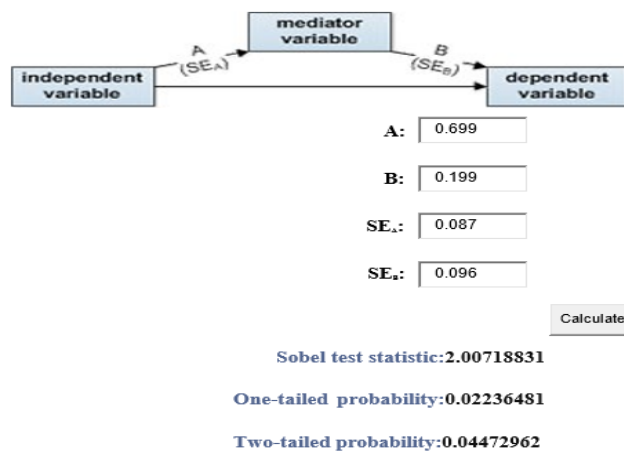 mediator
variable
A
(SEA)
B
(SEB)
independent
variable
dependent
variable
A: 0.699
B: 0.199
SEA: 0.087
SEB: 0.096
Calculate
Sobel test statistic:2.00718831
One-tailed probability:0.02236481
Two-tailed probability:0.04472962